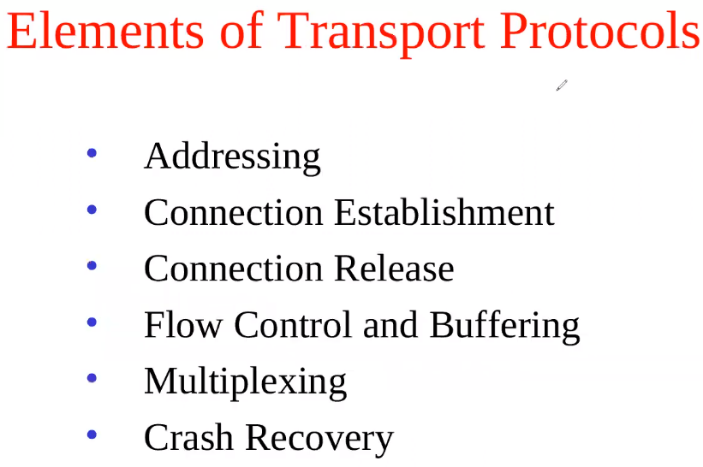 Elements of Transport Protocols
• Addressing
• Connection Establishment
• Connection Release
• Flow Control and Buffering
• Multiplexing
• Crash Recovery